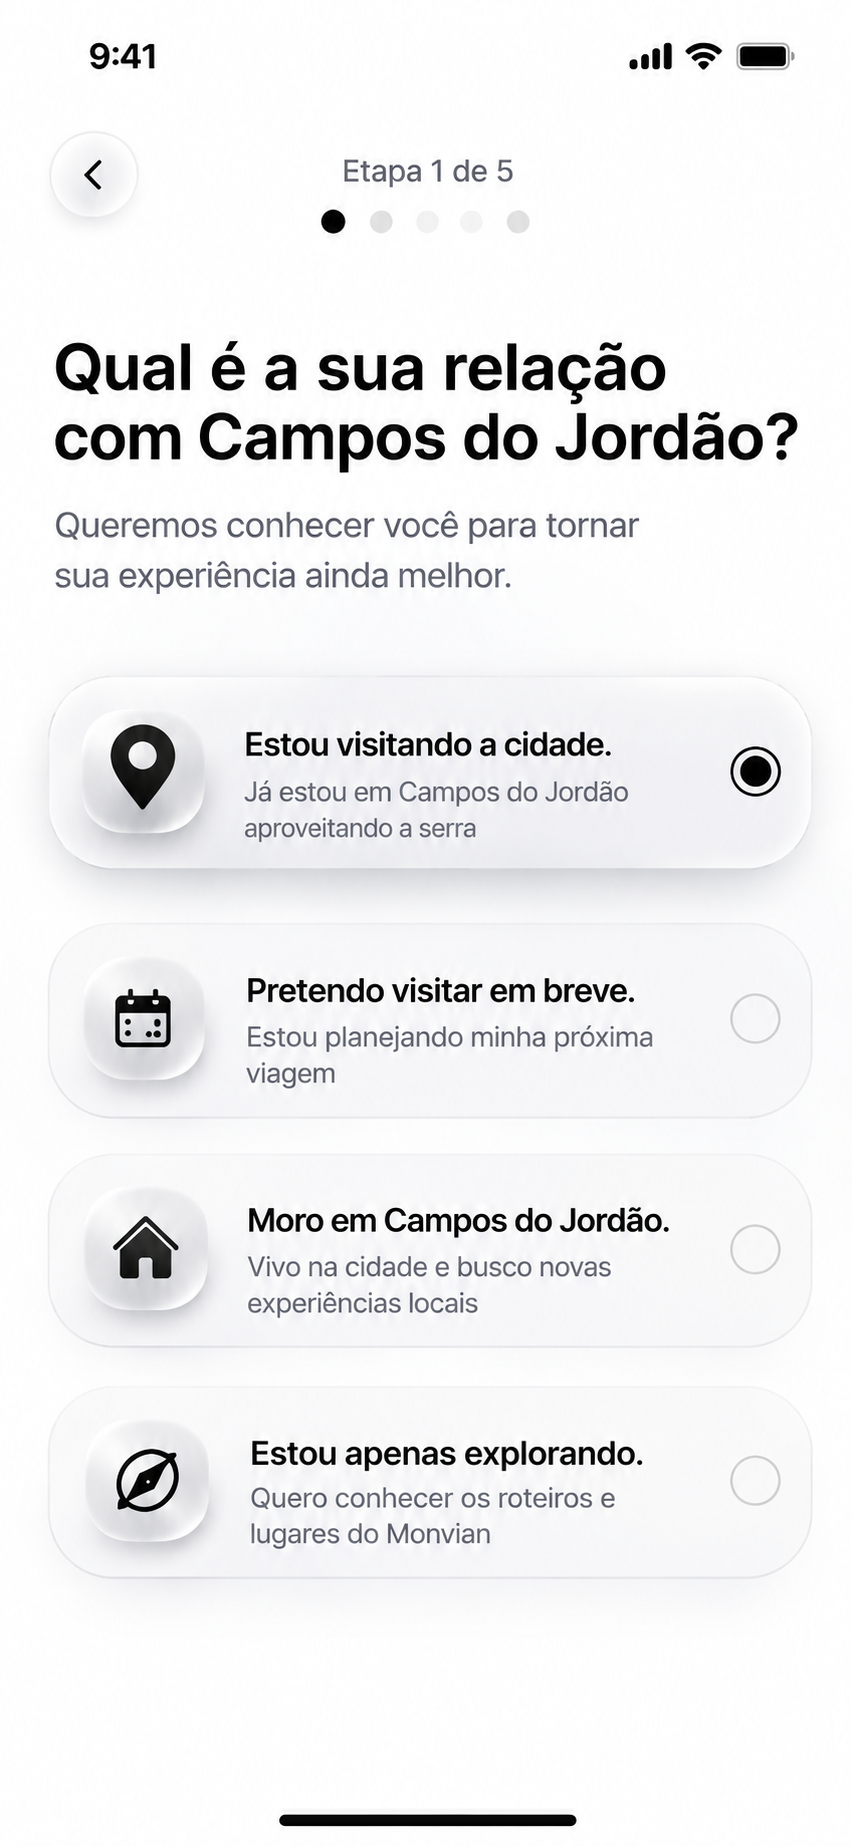 9:41
Etapa 1 de 5
Qual é a sua relação
com Campos do Jordão?
Queremos conhecer você para tornar
sua experiência ainda melhor.
Estou visitando a cidade.
Já estou em Campos do Jordão
aproveitando a serra
Pretendo visitar em breve.
Estou planejando minha próxima
viagem
Moro em Campos do Jordão.
Vivo na cidade e busco novas
experiências locais
Estou apenas explorando.
Quero conhecer os roteiros e
lugares do Monvian